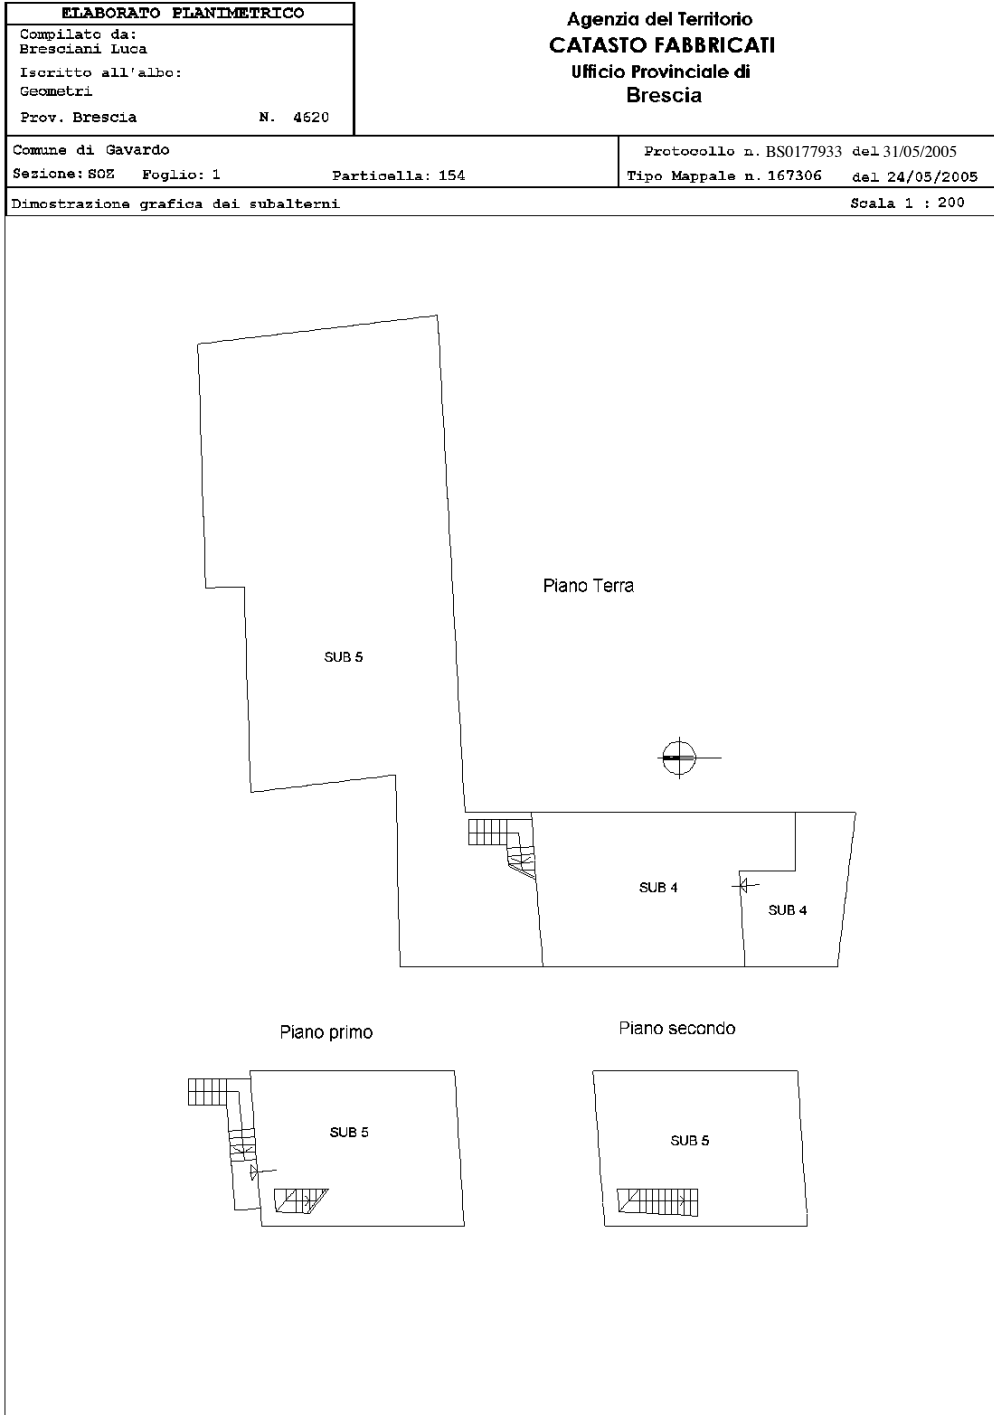 ELABORATO PLANIMETRICO
Compilato da:
Bresciani Luca
Iscritto all'albo:
Geometri
Prov. Brescia N. 4620
Agenzia del Territorio
CATASTO FABBRICATI
Ufficio Provinciale di
Brescia
Comune di Gavardo
Sezione: SOZ Foglio: 1 Particella: 154
Protocollo n. BS0177933 del 31/05/2005
Tipo Mappale n. 167306 del 24/05/2005
Dimostrazione grafica dei subalterni Scala 1 : 200
Piano Terra
SUB 5
SUB 4
SUB 4
Piano primo
Piano secondo
SUB 5
SUB 5